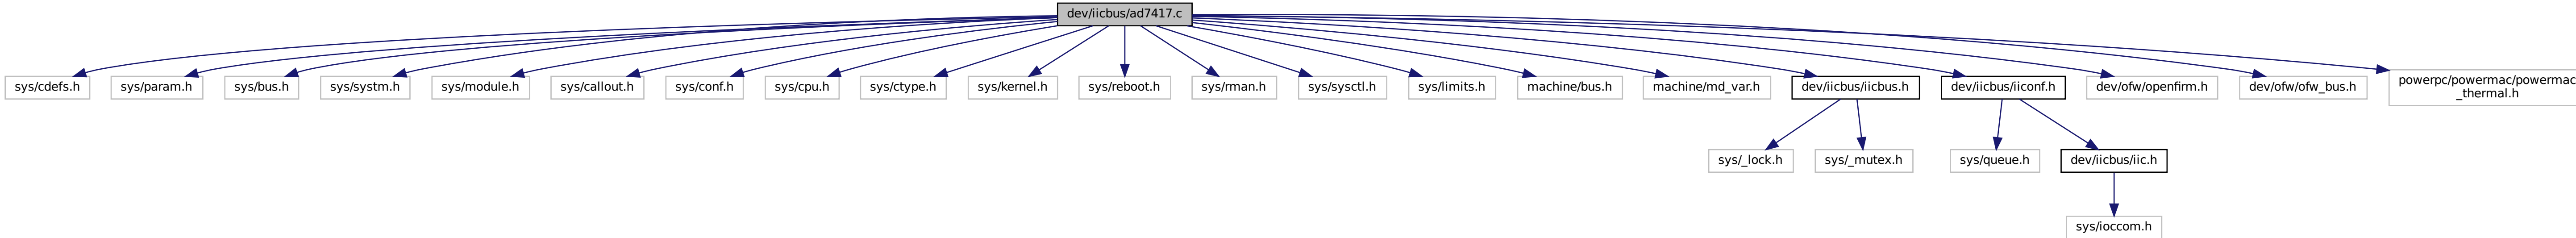 dev/iicbus/ad7417.c
sys/cdefs.h
sys/param.h
sys/bus.h
sys/systm.h
sys/module.h
sys/callout.h
sys/conf.h
sys/cpu.h
sys/ctype.h
sys/kernel.h
sys/reboot.h
sys/rman.h
sys/sysctl.h
sys/limits.h
machine/bus.h
machine/md_var.h
dev/iicbus/iicbus.h
dev/iicbus/iiconf.h
dev/ofw/openfirm.h
dev/ofw/ofw_bus.h
powerpc/powermac/powermac
_thermal.h
sys/_lock.h
sys/_mutex.h
sys/queue.h
dev/iicbus/iic.h
sys/ioccom.h